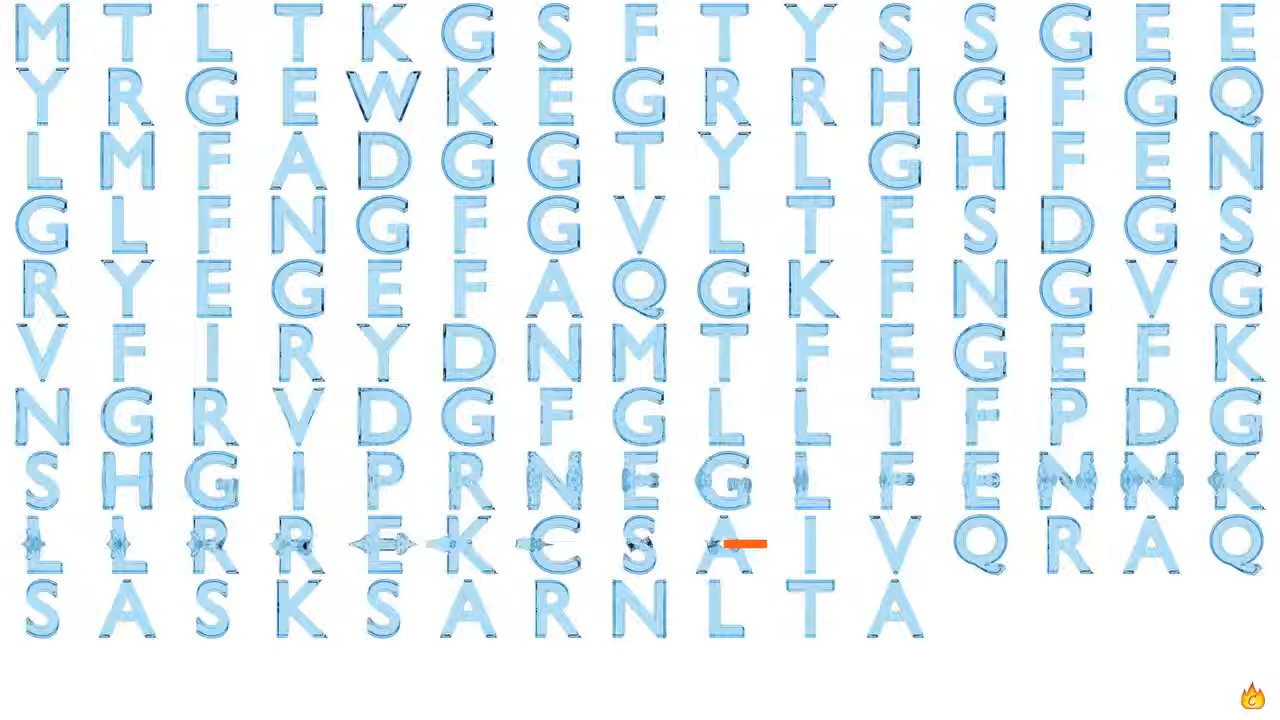 M T L T K G S F T Y S S G E E
Y R G E W K E G R R H G F G Q
L M F A D G G T Y L G H F E N
G L F N G F G V L T F S D G S
R Y E G E F A Q G K F N G V G
V F I R Y D N M T F E G E F K
N G R V D G F G L L T F P D G
S H G I P R N E G L F E N N K
L L R R E K C S A I V Q R A Q
S A S K S A R N L T A